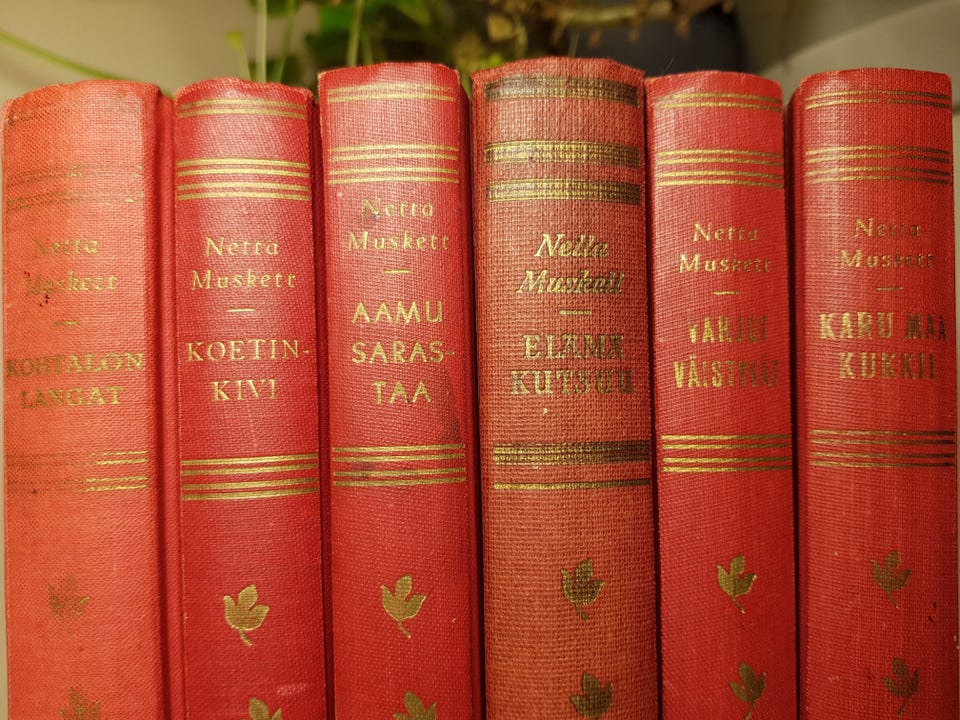 Netta
Muskett
KOHTALON
LANGAT
Netta
Muskett
KOETIN-
KIVI
Netta
Muskett
AAMU
SARAS-
TAA
Netta
Muskett
ELÄMÄ
KUTSUU
Netta
Muskett
VARJOT
VÄISTYVÄT
Netta
Muskett
KARU MAA
KUKKII